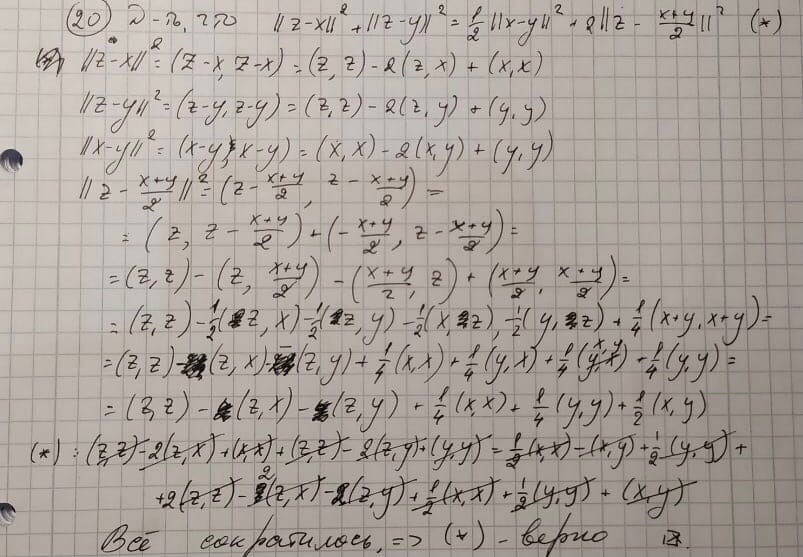 (20) Д-ть, что ||z-x||² + ||z-y||² = 1/2 ||x-y||² + 2||z - (x+y)/2||² (*)
||z-x||² = (z-x, z-x) = (z, z) - 2(z, x) + (x, x)
||z-y||² = (z-y, z-y) = (z, z) - 2(z, y) + (y, y)
||x-y||² = (x-y, x-y) = (x, x) - 2(x, y) + (y, y)
||z - (x+y)/2||² = (z - (x+y)/2, z - (x+y)/2) =
= (z, z - (x+y)/2) + (-(x+y)/2, z - (x+y)/2) =
= (z, z) - (z, (x+y)/2) - ((x+y)/2, z) + ((x+y)/2, (x+y)/2) =
= (z, z) - 1/2(z, x) - 1/2(z, y) - 1/2(x, z) - 1/2(y, z) + 1/4(x+y, x+y) =
= (z, z) - (z, x) - (z, y) + 1/4(x, x) + 1/4(y, x) + 1/4(x, y) + 1/4(y, y) =
= (z, z) - (z, x) - (z, y) + 1/4(x, x) + 1/4(y, y) + 1/2(x, y)
(*) : (z, z) - 2(z, x) + (x, x) + (z, z) - 2(z, y) + (y, y) = 1/2(x, x) - (x, y) + 1/2(y, y) +
+ 2(z, z) - 2(z, x) - 2(z, y) + 1/2(x, x) + 1/2(y, y) + (x, y)
Всё сократилось, => (*) - верно